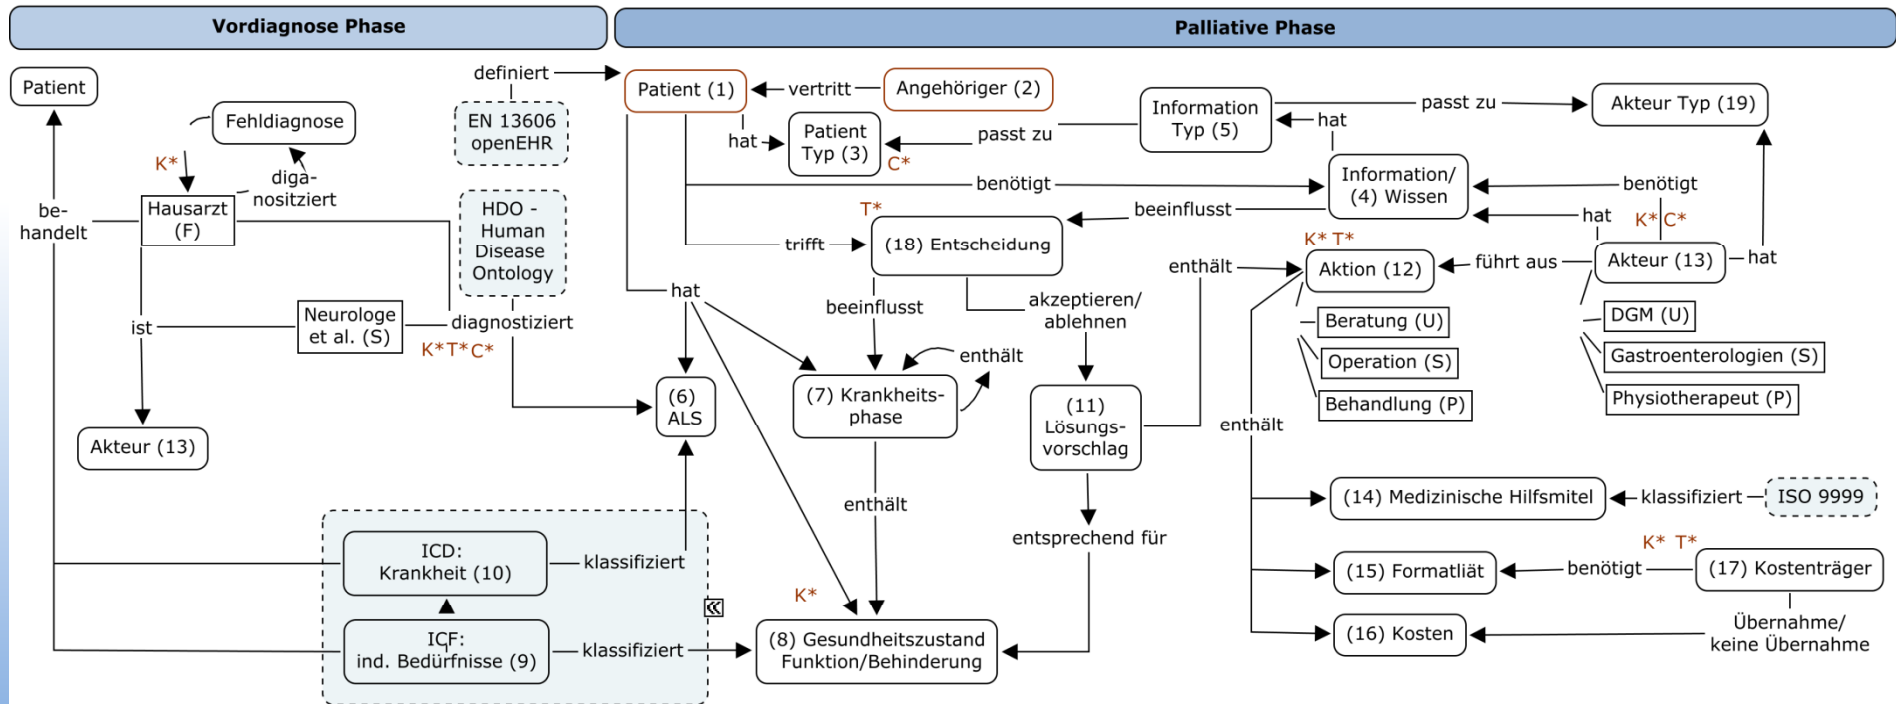 Vordiagnose Phase
Palliative Phase
Patient
Fehldiagnose
K*
diga-
nositziert
Hausarzt
(F)
be-
handelt
ist
Neurologe
et al. (S)
Akteur (13)
definiert
EN 13606
openEHR
HDO -
Human
Disease
Ontology
diagnostiziert
K*T*C*
ICD:
Krankheit (10)
klassifiziert
ICF:
ind. Bedürfnisse (9)
klassifiziert
Patient (1)
vertritt
Angehöriger (2)
hat
Patient
Typ (3)
C*
passt zu
Information
Typ (5)
passt zu
Akteur Typ (19)
hat
benötigt
Information/
(4) Wissen
benötigt
K* C*
hat
T*
beeinflusst
trifft
(18) Entscheidung
hat
beeinflusst
akzeptieren/
ablehnen
enthält
(6)
ALS
(7) Krankheits-
phase
enthält
(11)
Lösungs-
vorschlag
enthält
entsprechend für
K*
(8) Gesundheitszustand
Funktion/Behinderung
K* T*
Aktion (12)
führt aus
Akteur (13)
hat
Beratung (U)
Operation (S)
Behandlung (P)
DGM (U)
Gastroenterologien (S)
Physiotherapeut (P)
enthält
(14) Medizinische Hilfsmitel
klassifiziert
ISO 9999
K* T*
(15) Formatliät
benötigt
(17) Kostenträger
(16) Kosten
Übernahme/
keine Übernahme